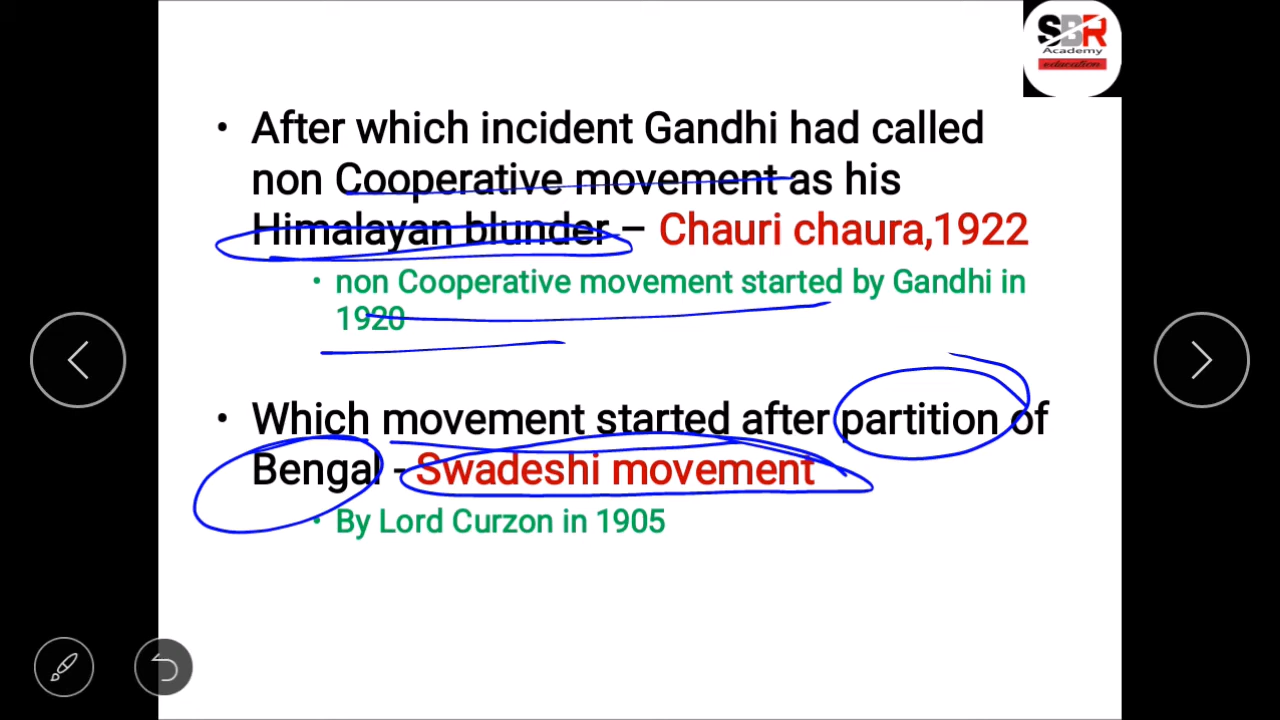 SBR
Academy
education
• After which incident Gandhi had called
non Cooperative movement as his
Himalayan blunder – Chauri chaura,1922
• non Cooperative movement started by Gandhi in
1920
• Which movement started after partition of
Bengal - Swadeshi movement
• By Lord Curzon in 1905